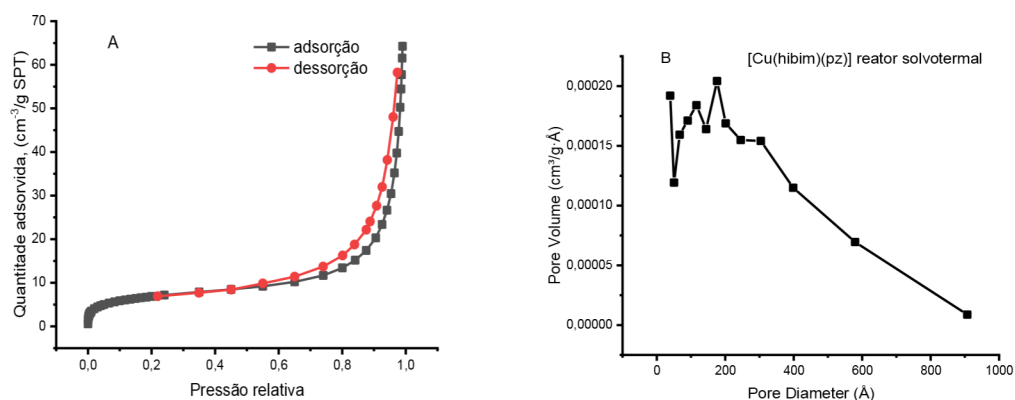 A
adsorção
dessorção
Quantitade adsorvida, (cm⁻³/g SPT)
70
60
50
40
30
20
10
0
0,0 0,2 0,4 0,6 0,8 1,0
Pressão relativa
B [Cu(hibim)(pz)] reator solvotermal
Pore Volume (cm³/g·Å)
0,00020
0,00015
0,00010
0,00005
0,00000
0 200 400 600 800 1000
Pore Diameter (Å)